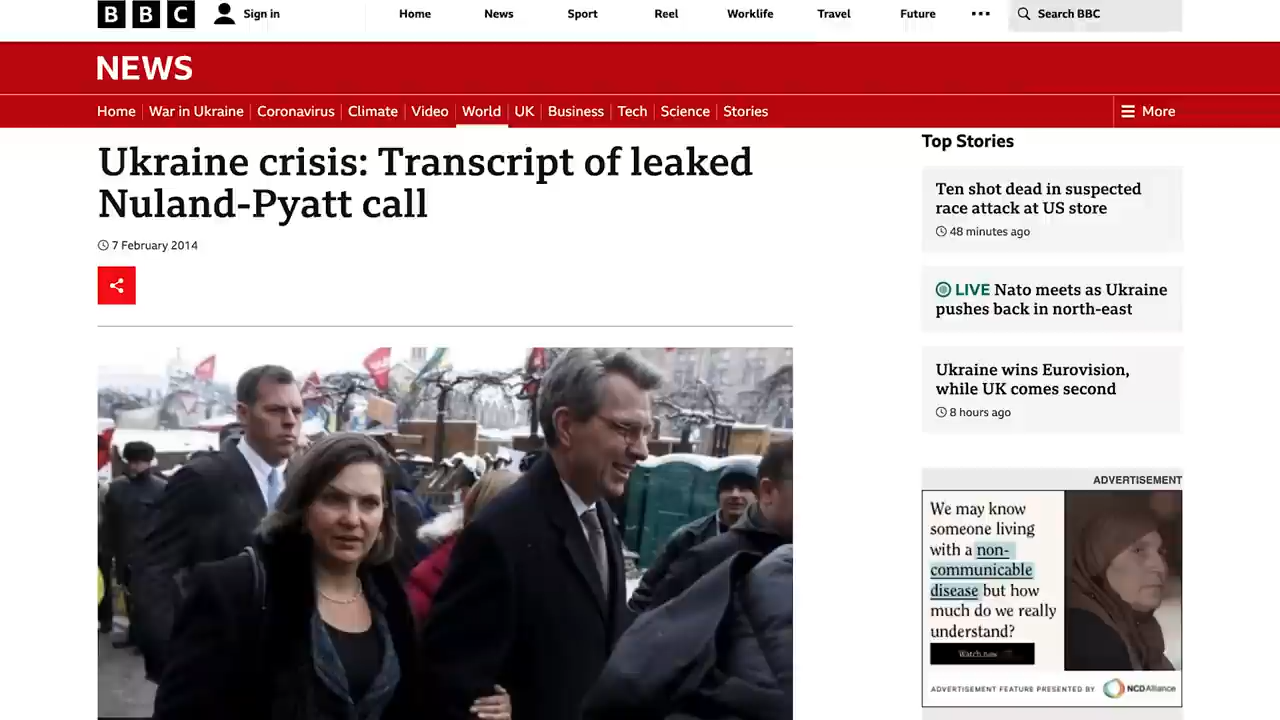 BBC
Sign in
Home
News
Sport
Reel
Worklife
Travel
Future
Search BBC
NEWS
Home
War in Ukraine
Coronavirus
Climate
Video
World
UK
Business
Tech
Science
Stories
More
Ukraine crisis: Transcript of leaked
Nuland-Pyatt call
7 February 2014
Top Stories
Ten shot dead in suspected
race attack at US store
48 minutes ago
LIVE Nato meets as Ukraine
pushes back in north-east
Ukraine wins Eurovision,
while UK comes second
8 hours ago
ADVERTISEMENT
We may know
someone living
with a non-
communicable
disease but how
much do we really
understand?
Watch now
ADVERTISEMENT FEATURE PRESENTED BY
NCDAlliance